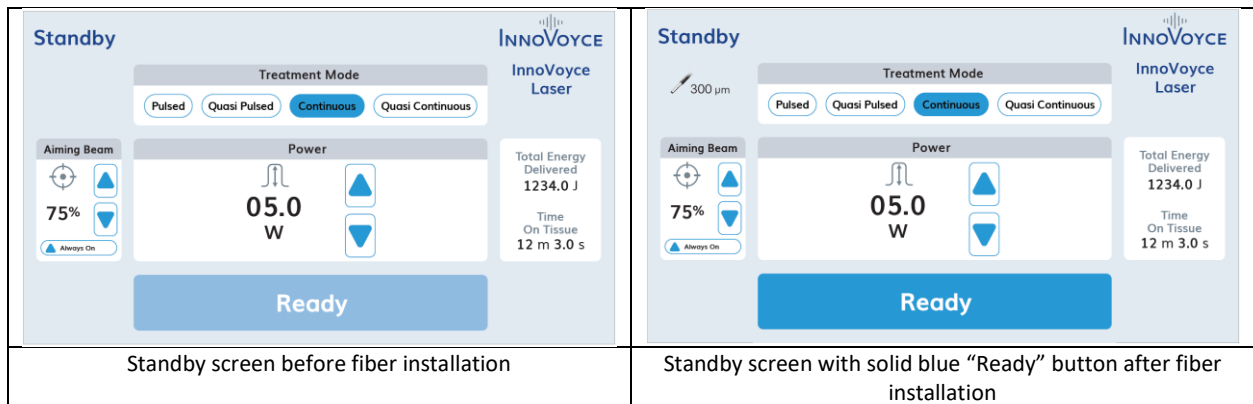 Standby
INNOVOYCE
Treatment Mode
InnoVoyce
Laser
Pulsed Quasi Pulsed Continuous Quasi Continuous
Aiming Beam
Power
75%
Always On
05.0
W
Total Energy
Delivered
1234.0 J
Time
On Tissue
12 m 3.0 s
Ready
Standby screen before fiber installation
Standby
INNOVOYCE
300 µm
Treatment Mode
InnoVoyce
Laser
Pulsed Quasi Pulsed Continuous Quasi Continuous
Aiming Beam
Power
75%
Always On
05.0
W
Total Energy
Delivered
1234.0 J
Time
On Tissue
12 m 3.0 s
Ready
Standby screen with solid blue “Ready” button after fiber
installation